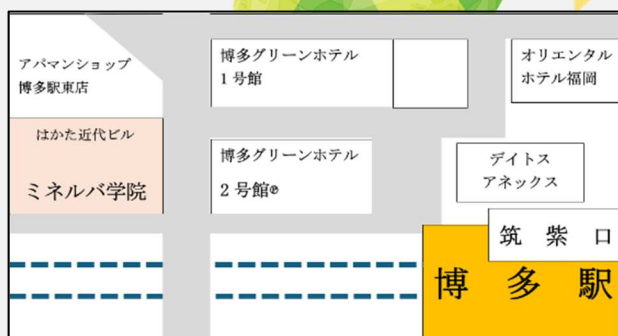 アパマンショップ
博多駅東店
博多グリーンホテル
1号館
オリエンタル
ホテル福岡
はかた近代ビル
ミネルバ学院
博多グリーンホテル
2号館℗
デイトス
アネックス
筑紫口
博多駅